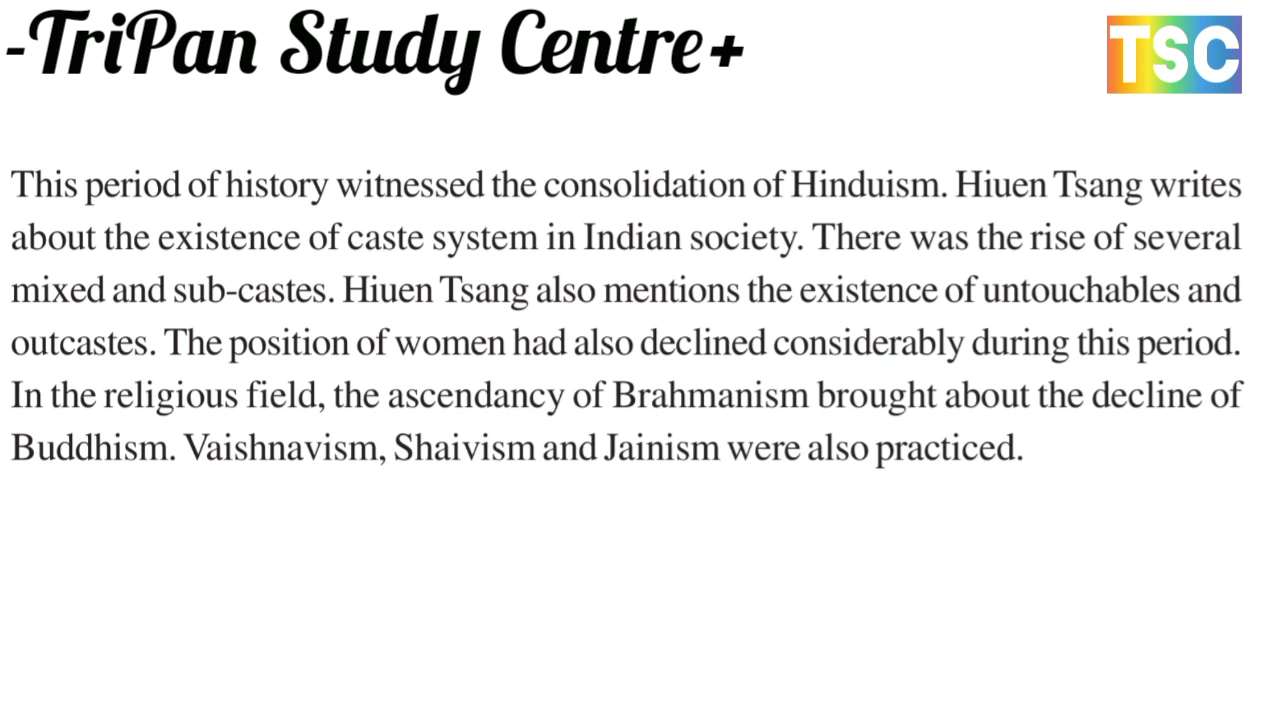 -TriPan Study Centre+
TSC
This period of history witnessed the consolidation of Hinduism. Hiuen Tsang writes
about the existence of caste system in Indian society. There was the rise of several
mixed and sub-castes. Hiuen Tsang also mentions the existence of untouchables and
outcastes. The position of women had also declined considerably during this period.
In the religious field, the ascendancy of Brahmanism brought about the decline of
Buddhism. Vaishnavism, Shaivism and Jainism were also practiced.